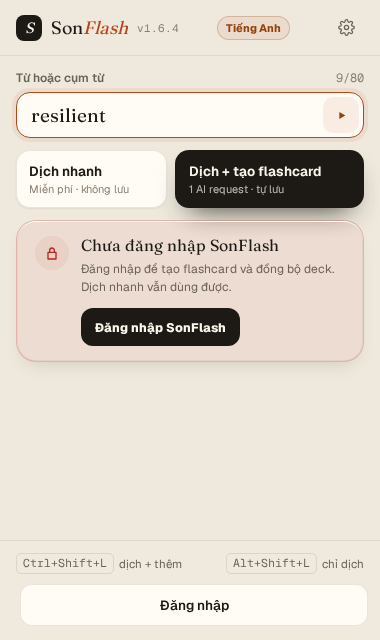 S SonFlash v1.6.4 Tiếng Anh
Từ hoặc cụm từ 9/80
resilient
Dịch nhanh
Miễn phí · không lưu
Dịch + tạo flashcard
1 AI request · tự lưu
Chưa đăng nhập SonFlash
Đăng nhập để tạo flashcard và đồng bộ deck.
Dịch nhanh vẫn dùng được.
Đăng nhập SonFlash
Ctrl+Shift+L dịch + thêm Alt+Shift+L chỉ dịch
Đăng nhập